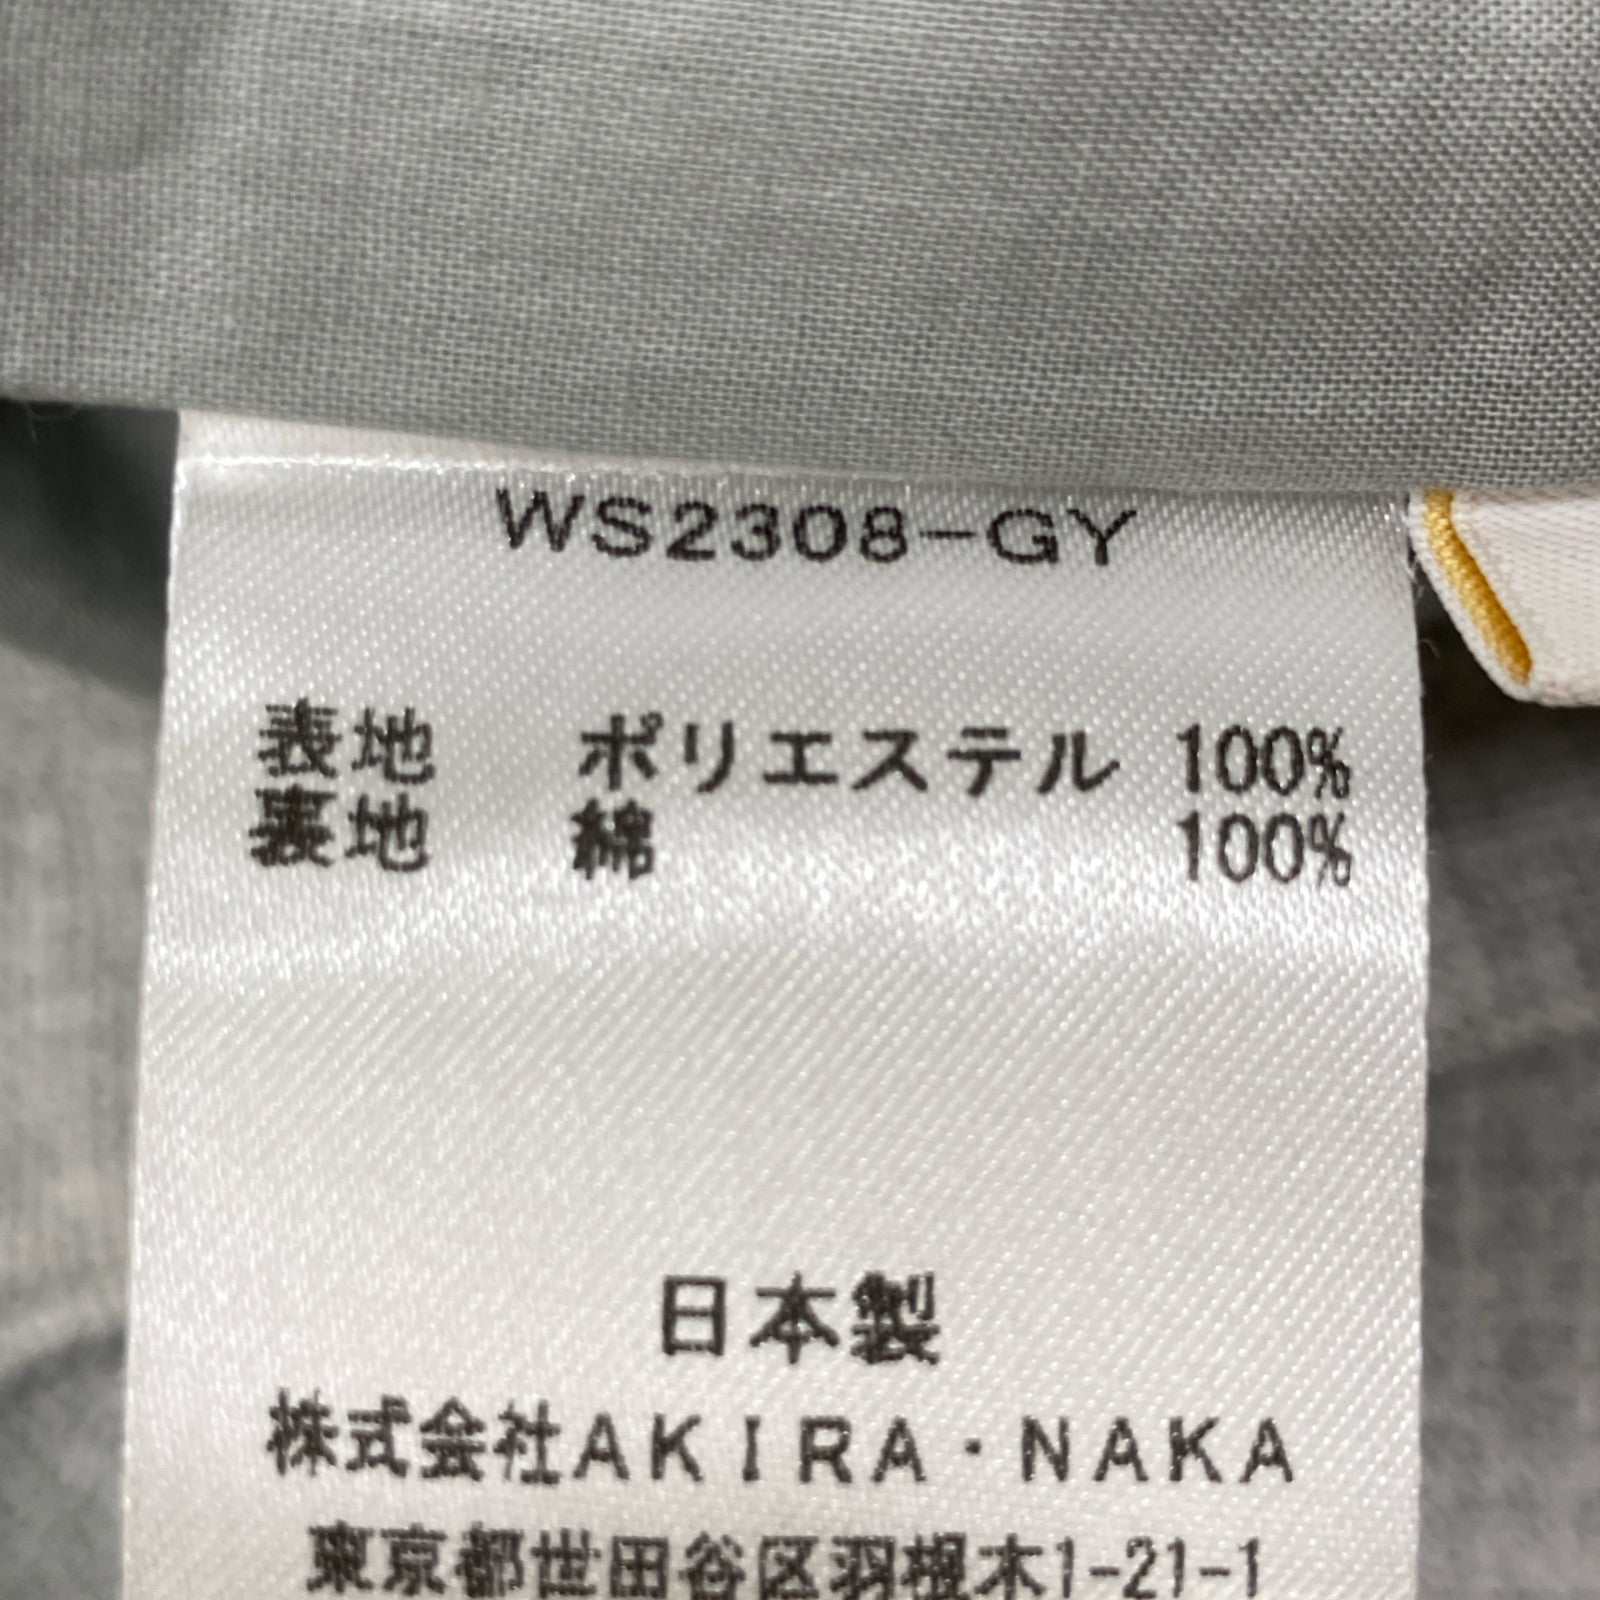 WS2308-GY
表地 ポリエステル 100%
裏地 綿 100%
日本製
株式会社AKIRA・NAKA
東京都世田谷区羽根木1-21-1